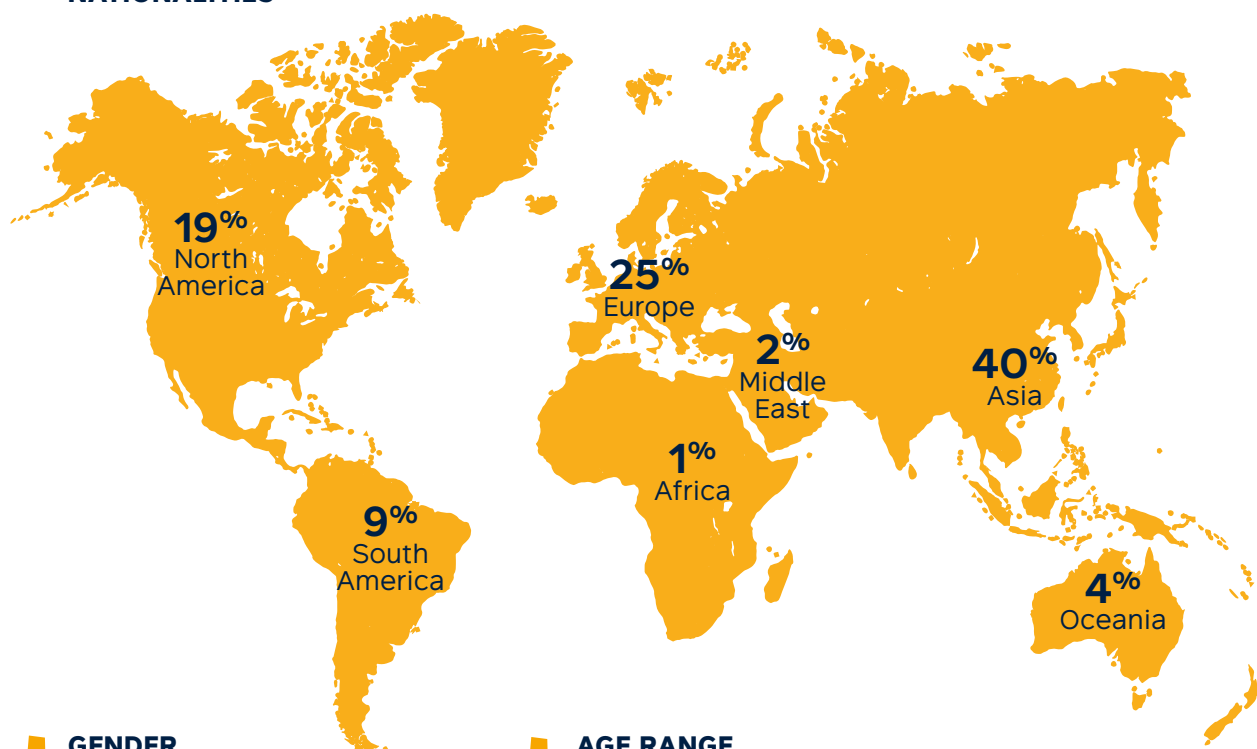 NATIONALITIES
19%
North
America
25%
Europe
2%
Middle
East
40%
Asia
1%
Africa
9%
South
America
4%
Oceania
GENDER
AGE RANGE